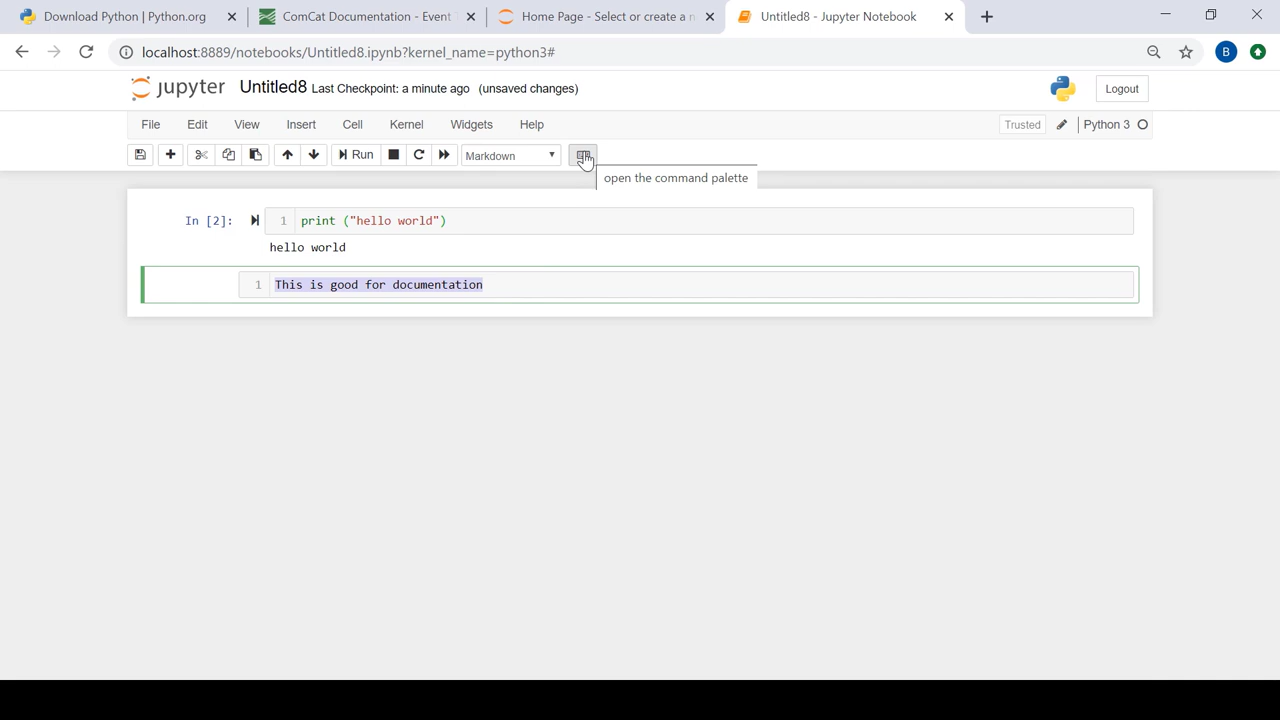 Download Python | Python.org
ComCat Documentation - Event
Home Page - Select or create a n
Untitled8 - Jupyter Notebook
localhost:8889/notebooks/Untitled8.ipynb?kernel_name=python3#
B
jupyter Untitled8 Last Checkpoint: a minute ago (unsaved changes)
Logout
File Edit View Insert Cell Kernel Widgets Help
Trusted Python 3
Run Markdown
open the command palette
In [2]: 1 print ("hello world")
hello world
1 This is good for documentation